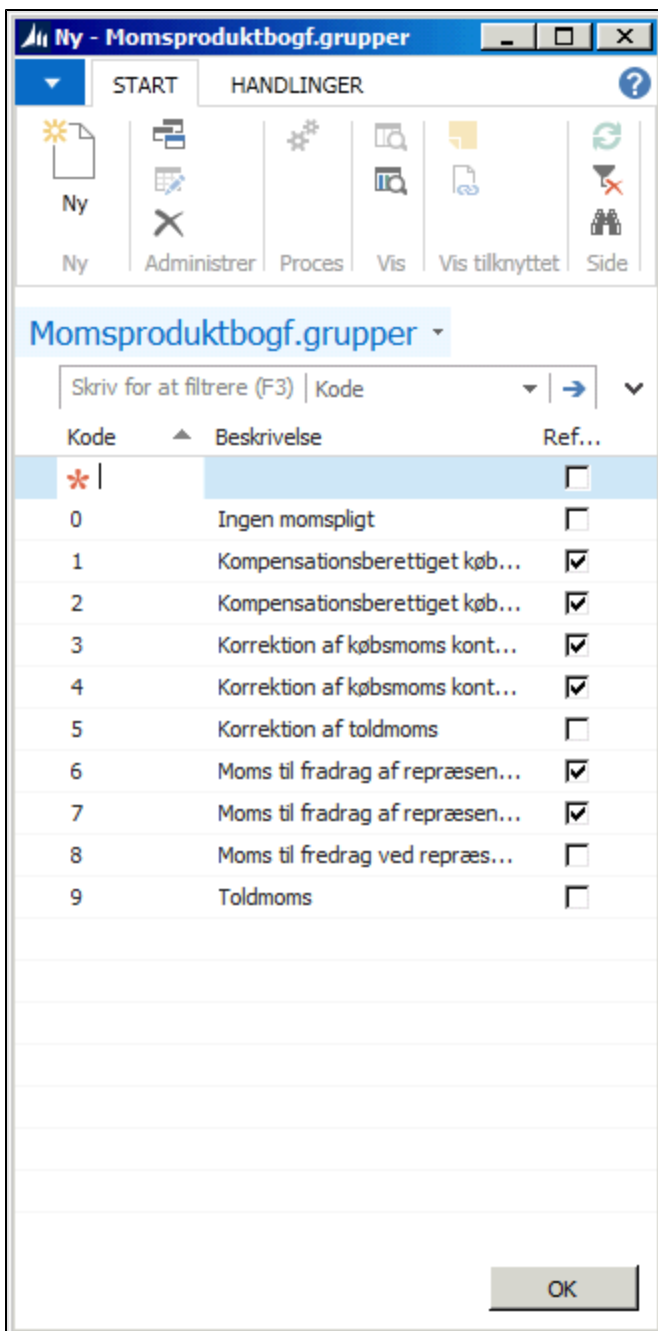 Ny - Momsproduktbogf.grupper
START HANDLINGER
Ny
Ny Administrer Proces Vis Vis tilknyttet Side
Momsproduktbogf.grupper
Skriv for at filtrere (F3) Kode
Kode Beskrivelse Ref...
0 Ingen momspligt
1 Kompensationsberettiget køb...
2 Kompensationsberettiget køb...
3 Korrektion af købsmoms kont...
4 Korrektion af købsmoms kont...
5 Korrektion af toldmoms
6 Moms til fradrag af repræsen...
7 Moms til fradrag af repræsen...
8 Moms til fredrag ved repræs...
9 Toldmoms
OK